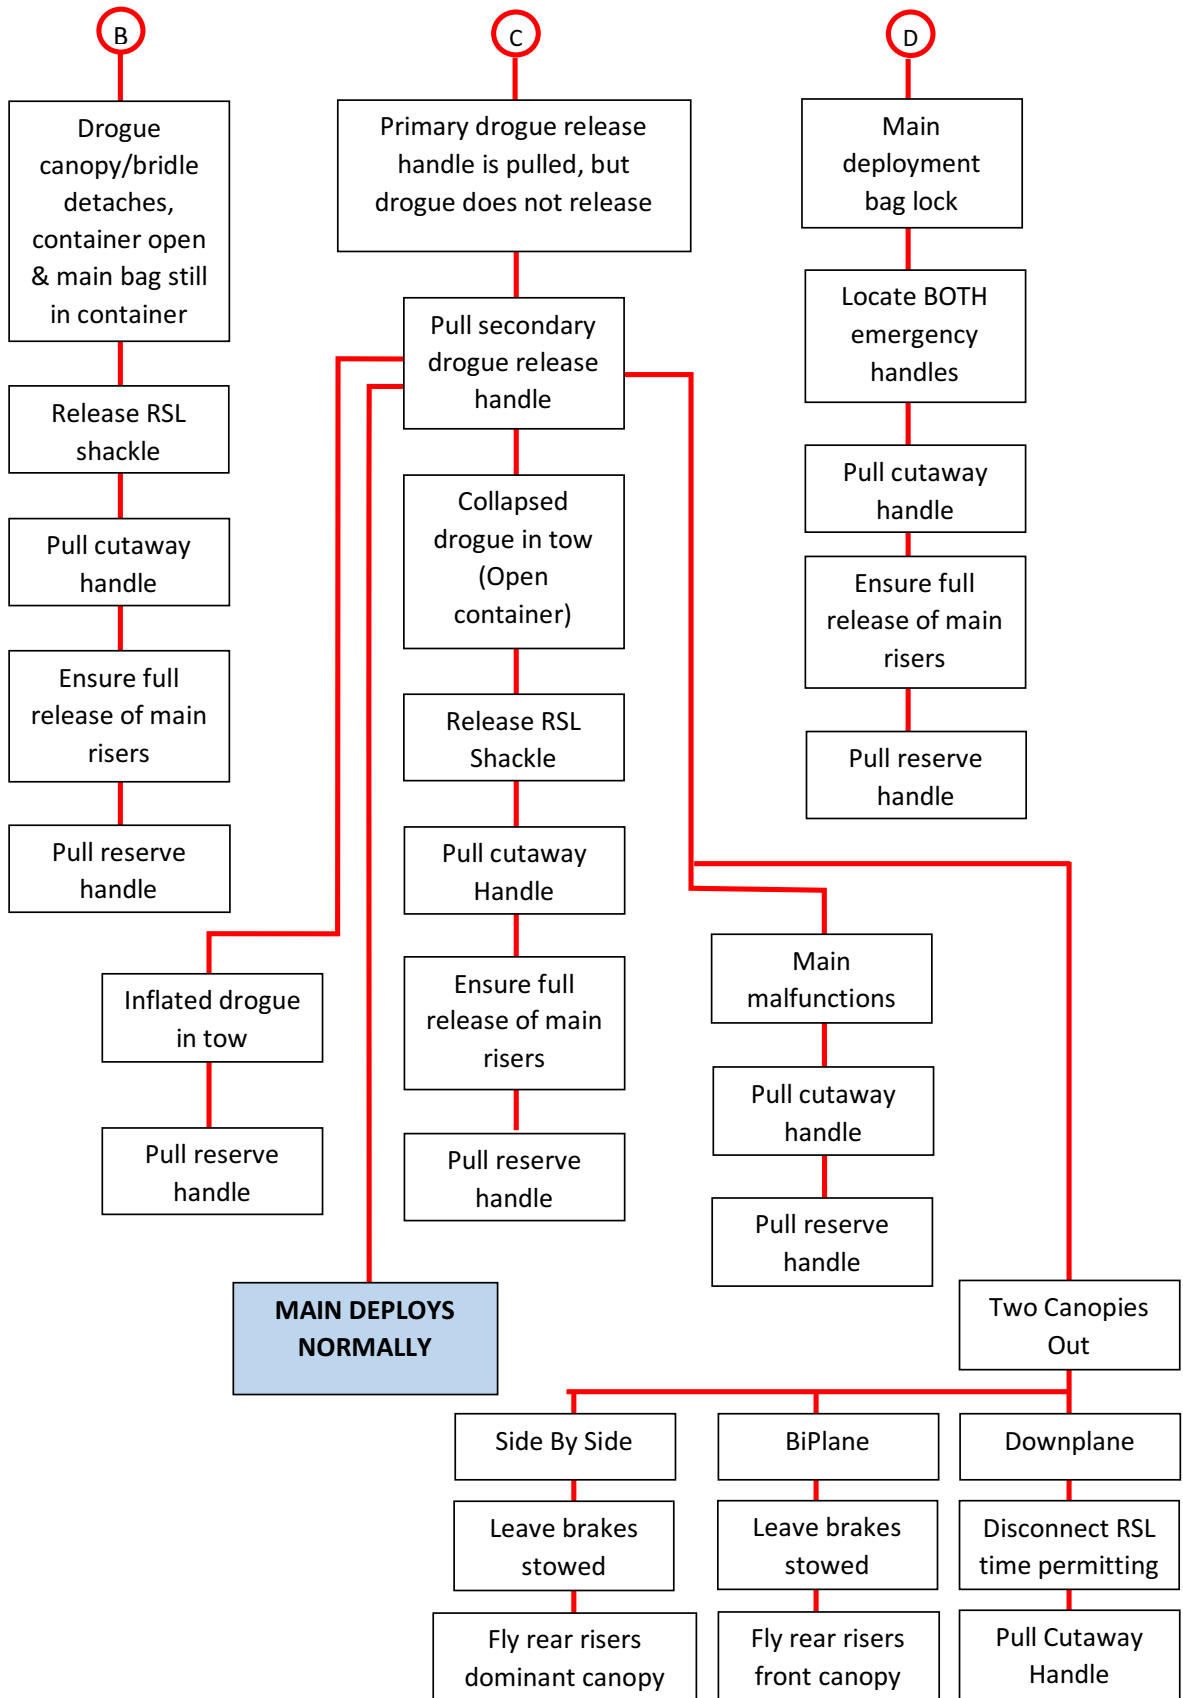 B
Drogue
canopy/bridle
detaches,
container open
& main bag still
in container
Release RSL
shackle
Pull cutaway
handle
Ensure full
release of main
risers
Pull reserve
handle
C
Primary drogue release
handle is pulled, but
drogue does not release
Pull secondary
drogue release
handle
Inflated drogue
in tow
Pull reserve
handle
MAIN DEPLOYS
NORMALLY
Collapsed
drogue in tow
(Open
container)
Release RSL
Shackle
Pull cutaway
Handle
Ensure full
release of main
risers
Pull reserve
handle
Main
malfunctions
Pull cutaway
handle
Pull reserve
handle
Two Canopies
Out
Side By Side
Leave brakes
stowed
Fly rear risers
dominant canopy
BiPlane
Leave brakes
stowed
Fly rear risers
front canopy
Downplane
Disconnect RSL
time permitting
Pull Cutaway
Handle
D
Main
deployment
bag lock
Locate BOTH
emergency
handles
Pull cutaway
handle
Ensure full
release of main
risers
Pull reserve
handle